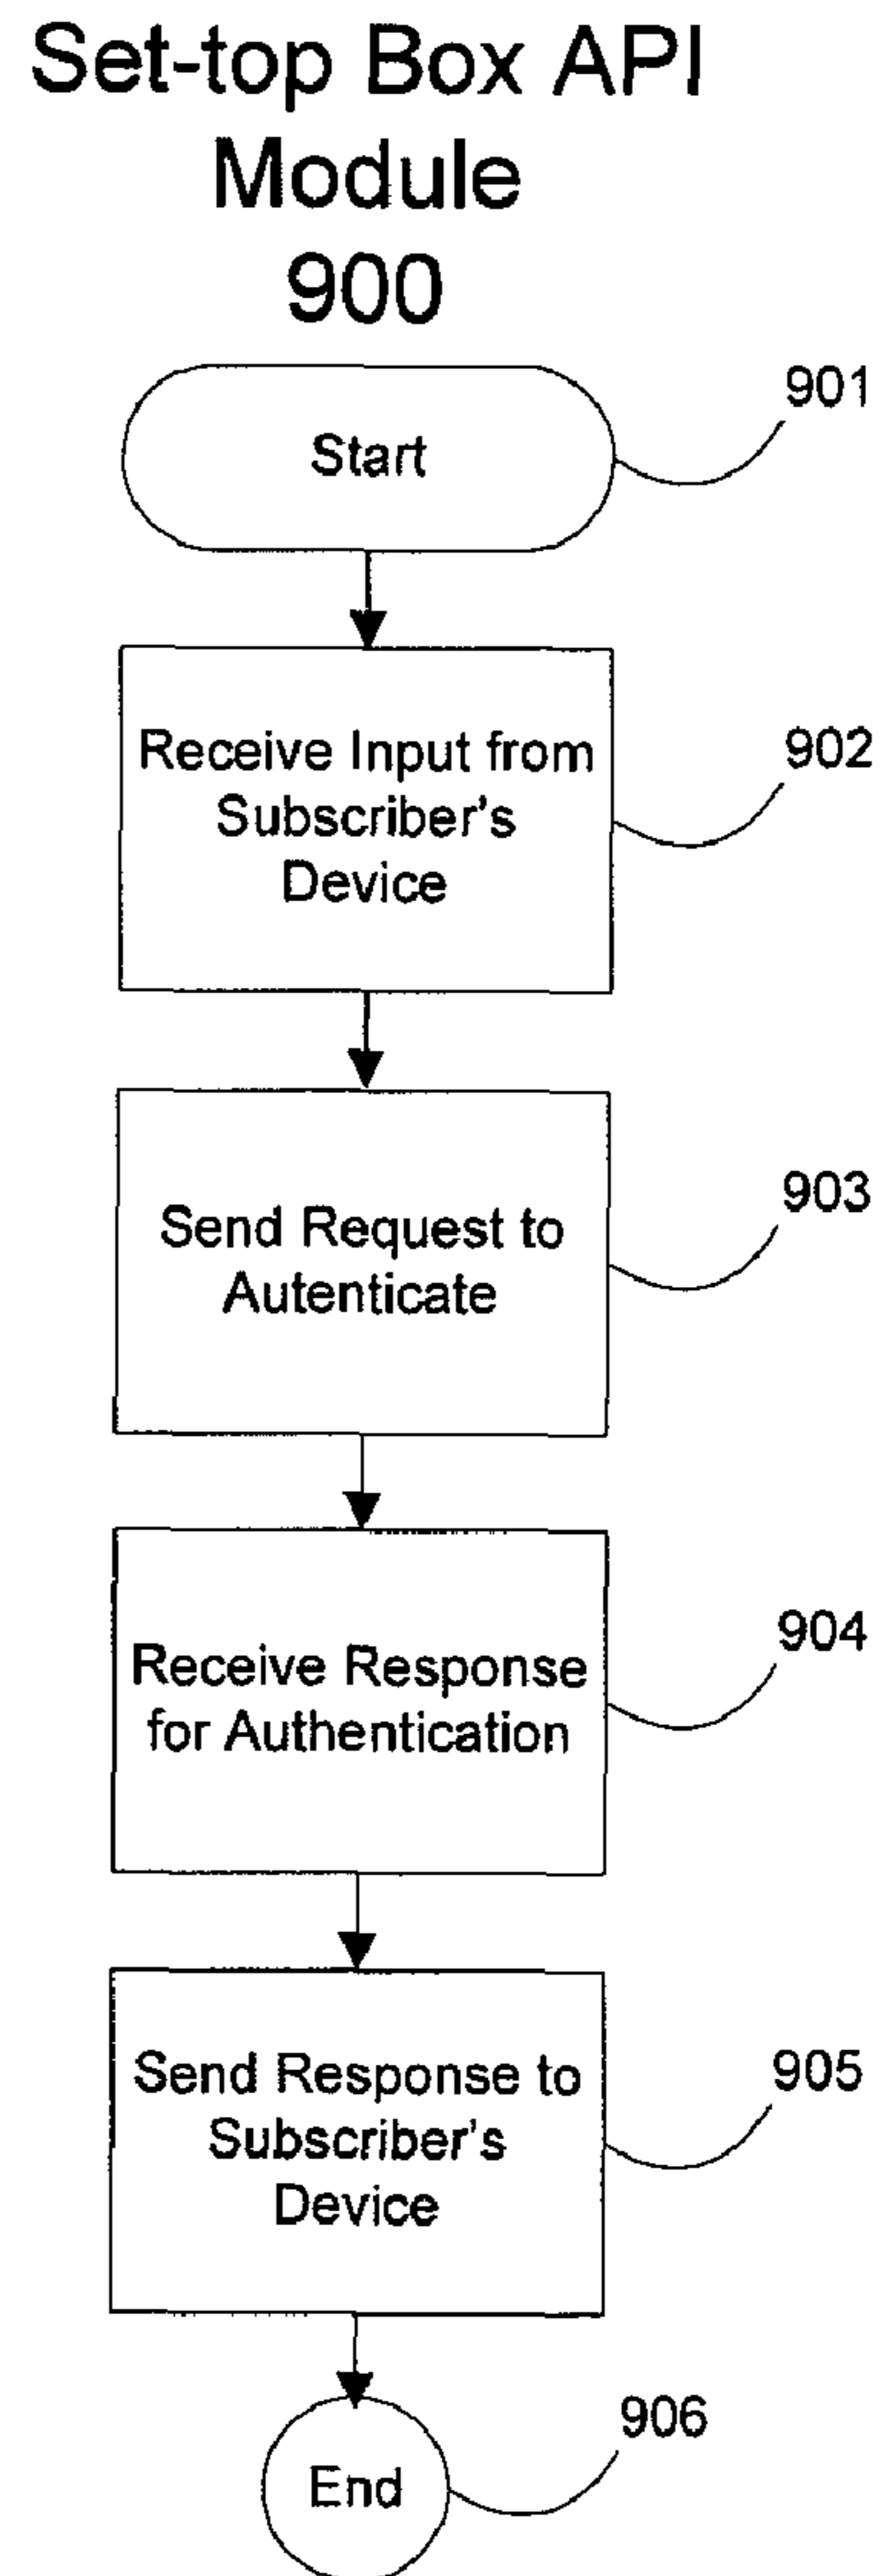 Set-top Box API
Module
900
901
Start
902
Receive Input from
Subscriber's
Device
903
Send Request to
Autenticate
904
Receive Response
for Authentication
905
Send Response to
Subscriber's
Device
906
End